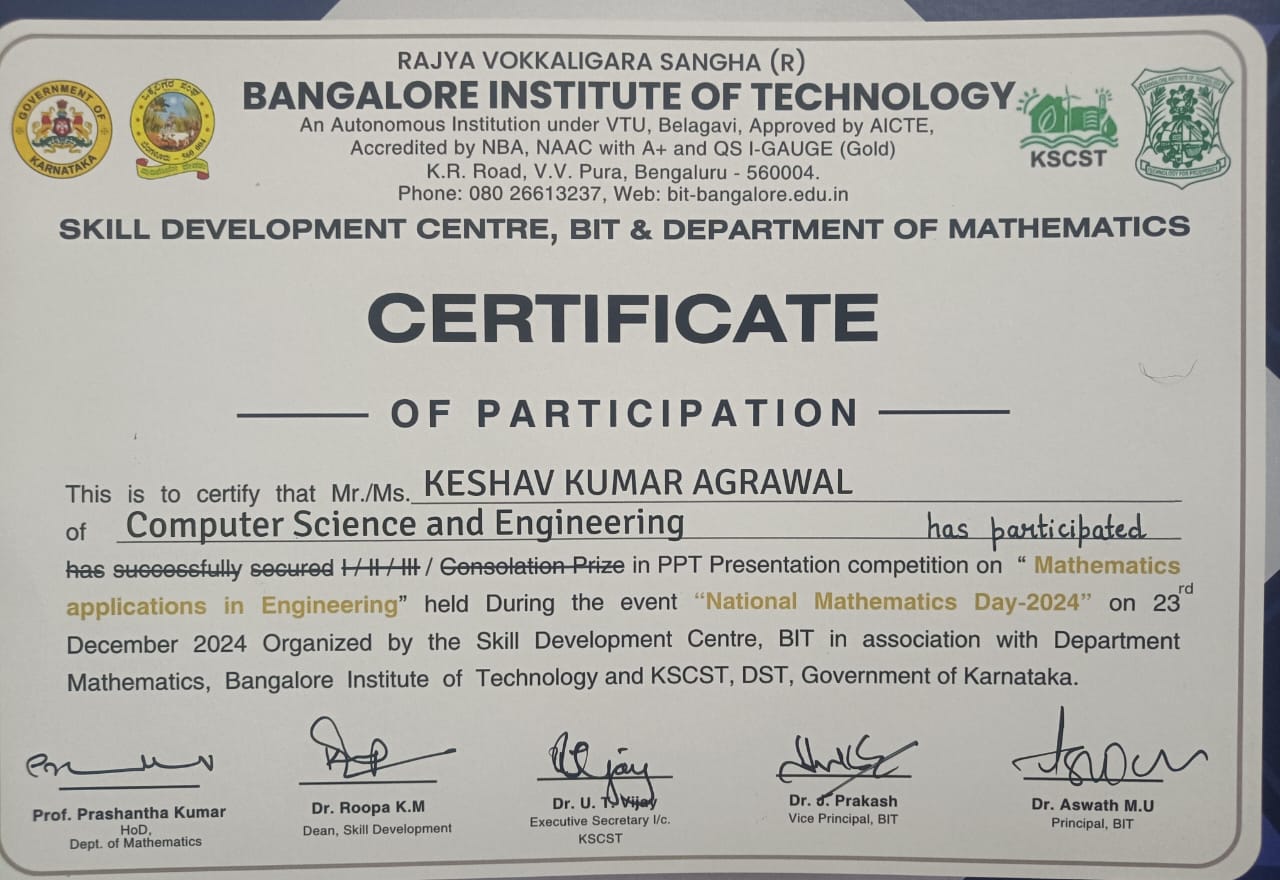 RAJYA VOKKALIGARA SANGHA (R)
BANGALORE INSTITUTE OF TECHNOLOGY
An Autonomous Institution under VTU, Belagavi, Approved by AICTE,
Accredited by NBA, NAAC with A+ and QS I-GAUGE (Gold)
K.R. Road, V.V. Pura, Bengaluru - 560004.
Phone: 080 26613237, Web: bit-bangalore.edu.in
GOVERNMENT OF
KARNATAKA
KSCST
SKILL DEVELOPMENT CENTRE, BIT & DEPARTMENT OF MATHEMATICS
CERTIFICATE
OF PARTICIPATION
This is to certify that Mr./Ms. KESHAV KUMAR AGRAWAL
of Computer Science and Engineering has participated
has successfully secured I / II / III / Consolation Prize in PPT Presentation competition on “ Mathematics
applications in Engineering” held During the event “National Mathematics Day-2024” on 23rd
December 2024 Organized by the Skill Development Centre, BIT in association with Department
Mathematics, Bangalore Institute of Technology and KSCST, DST, Government of Karnataka.
Prof. Prashantha Kumar
HoD,
Dept. of Mathematics
Dr. Roopa K.M
Dean, Skill Development
Dr. U. T. Vijay
Executive Secretary I/c.
KSCST
Dr. J. Prakash
Vice Principal, BIT
Dr. Aswath M.U
Principal, BIT